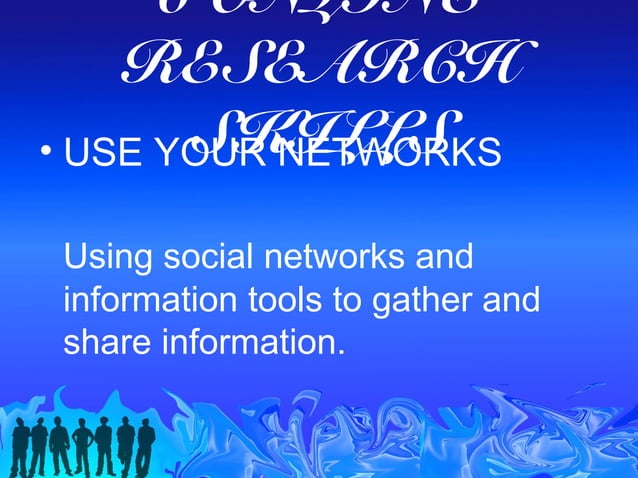 RESEARCH
SKILLS
• USE YOUR NETWORKS
Using social networks and
information tools to gather and
share information.